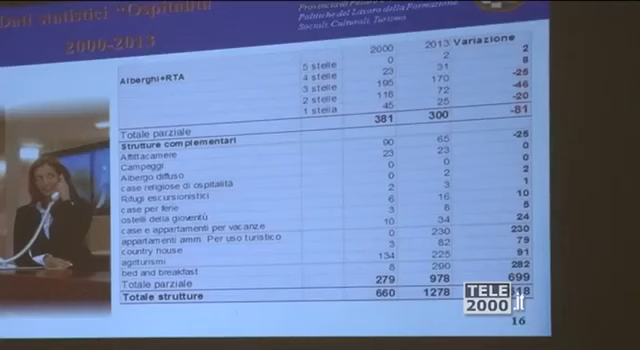 Dati statistici "Ospitalità"
2000-2013
Politiche del Lavoro della Formazione
Sociali, Culturali, Turismo
2000 2013 Variazione
Alberghi+RTA
5 stelle 0 2 2
4 stelle 23 31 8
3 stelle 195 170 -25
2 stelle 118 72 -46
1 stella 45 25 -20
Totale parziale 381 300 -81
Strutture complementari
Affittacamere 90 65 -25
Campeggi 23 23 0
Albergo diffuso 0 0 0
case religiose di ospitalità 0 2 2
Rifugi escursionistici 2 3 1
case per ferie 6 16 10
ostelli della gioventù 3 8 5
case e appartamenti per vacanze 10 34 24
appartamenti amm. Per uso turistico 0 230 230
country house 3 82 79
agriturismi 134 225 91
bed and breakfast 8 290 282
Totale parziale 279 978 699
Totale strutture 660 1278
TELE
2000.it
16